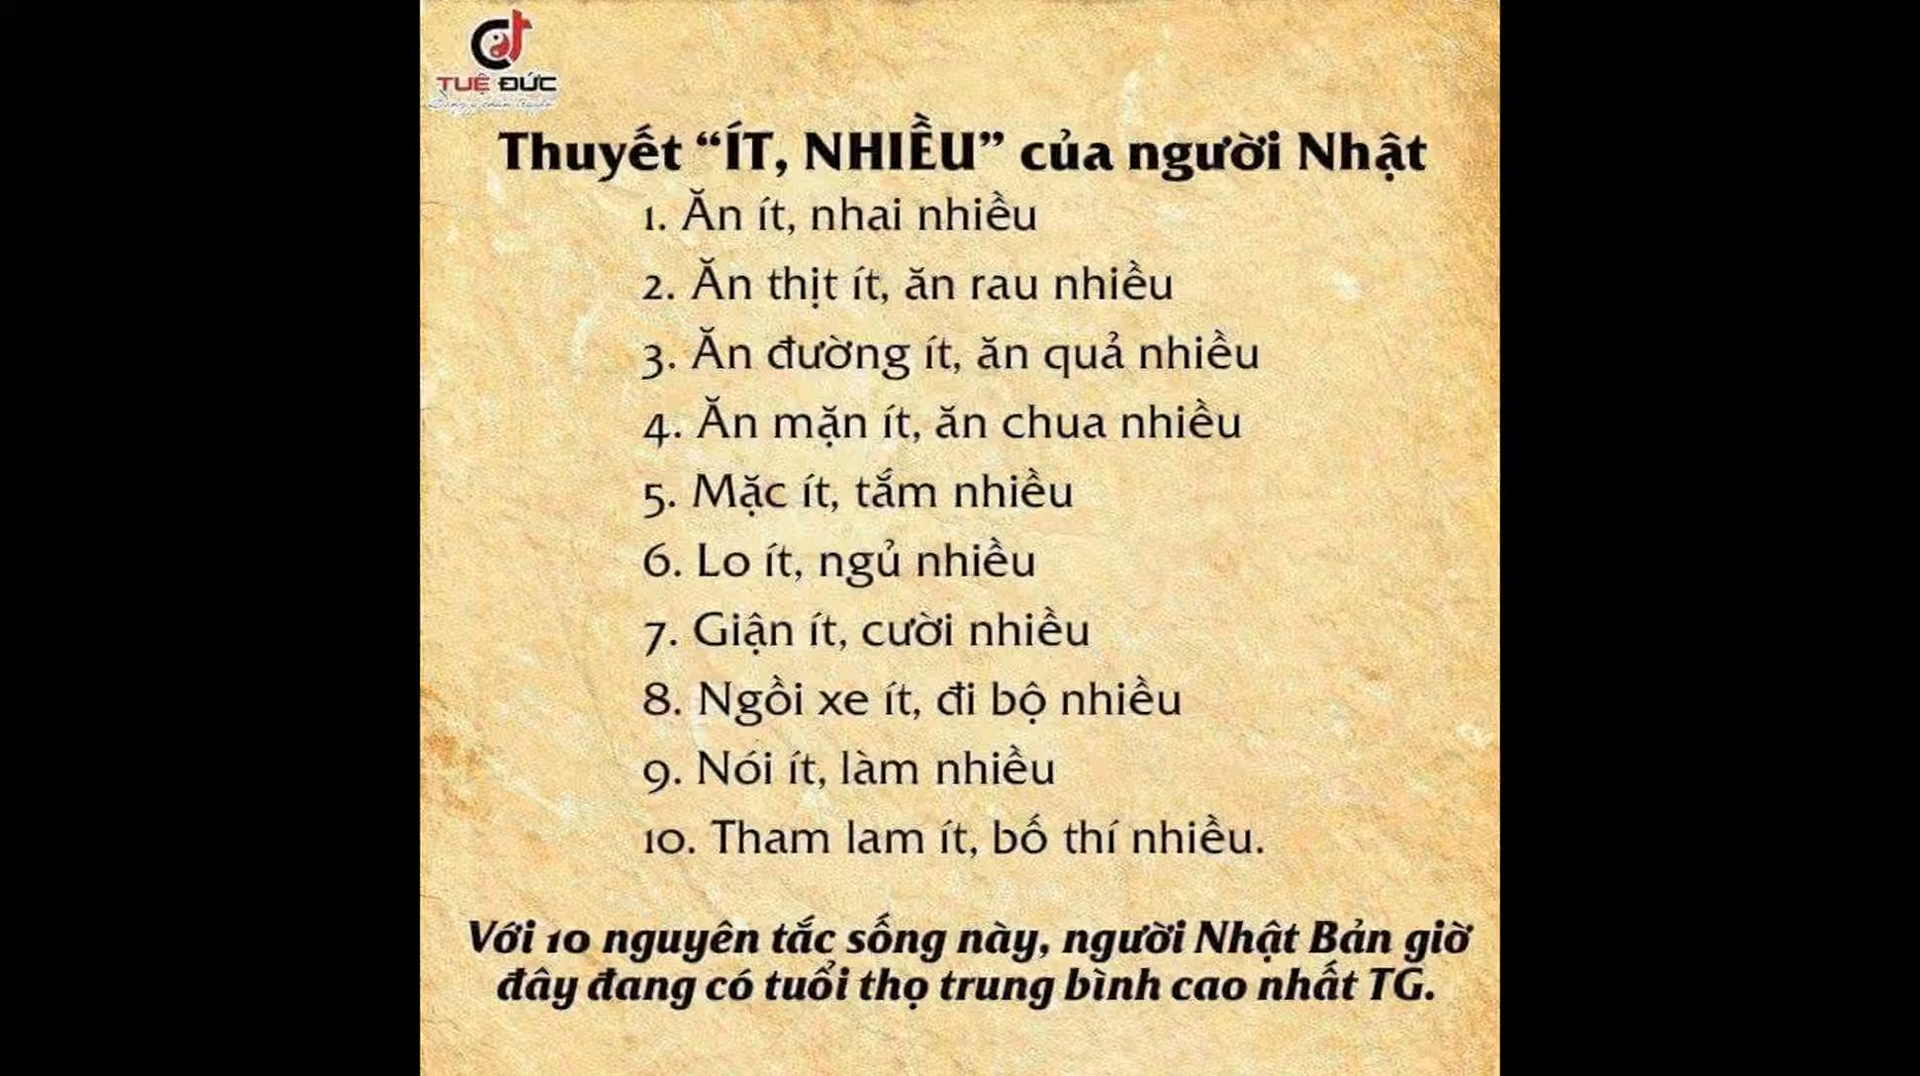 TUỆ ĐỨC
Đông y chân truyền
Thuyết “ÍT, NHIỀU” của người Nhật
1. Ăn ít, nhai nhiều
2. Ăn thịt ít, ăn rau nhiều
3. Ăn đường ít, ăn quả nhiều
4. Ăn mặn ít, ăn chua nhiều
5. Mặc ít, tắm nhiều
6. Lo ít, ngủ nhiều
7. Giận ít, cười nhiều
8. Ngồi xe ít, đi bộ nhiều
9. Nói ít, làm nhiều
10. Tham lam ít, bố thí nhiều.
Với 10 nguyên tắc sống này, người Nhật Bản giờ
đây đang có tuổi thọ trung bình cao nhất TG.